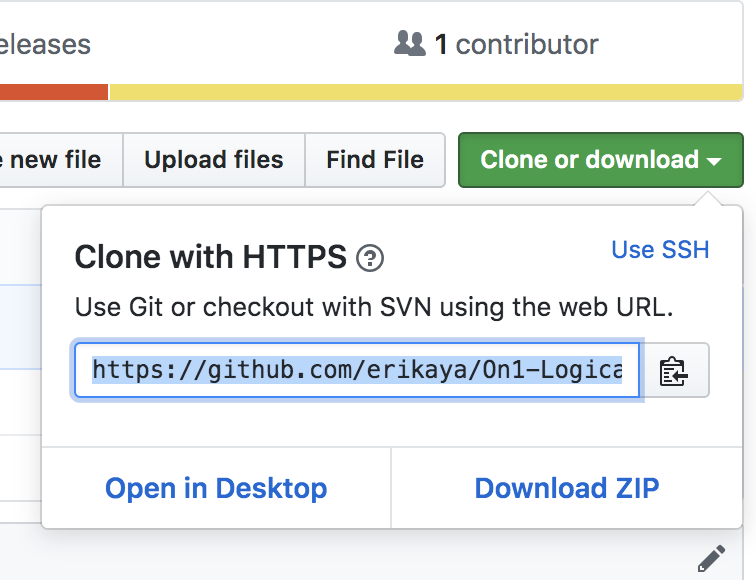 eleases
1 contributor
e new file
Upload files
Find File
Clone or download
Clone with HTTPS
Use SSH
Use Git or checkout with SVN using the web URL.
https://github.com/erikaya/On1-Logica
Open in Desktop
Download ZIP